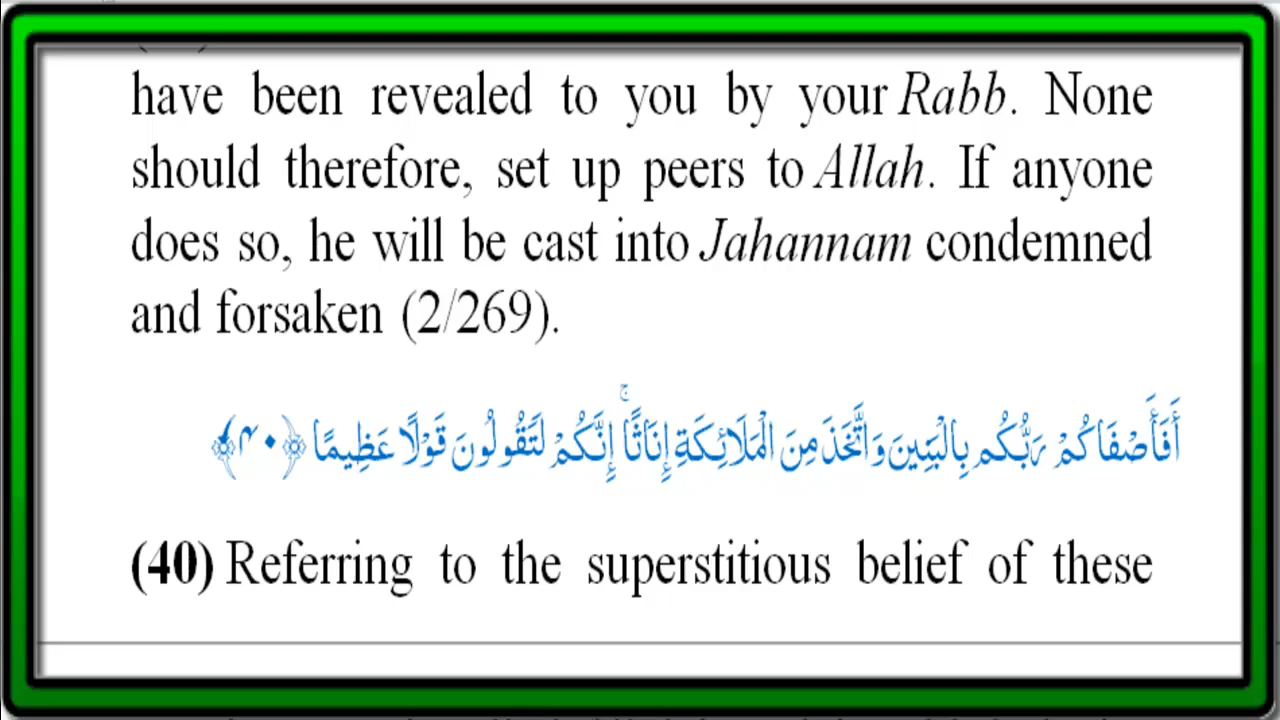 have been revealed to you by your Rabb. None
should therefore, set up peers to Allah. If anyone
does so, he will be cast into Jahannam condemned
and forsaken (2/269).
أَفَأَصْفَاكُمْ رَبُّكُم بِالْبَنِينَ وَاتَّخَذَ مِنَ الْمَلَائِكَةِ إِنَاثًا ۚ إِنَّكُمْ لَتَقُولُونَ قَوْلًا عَظِيمًا ﴿٤٠﴾
(40) Referring to the superstitious belief of these